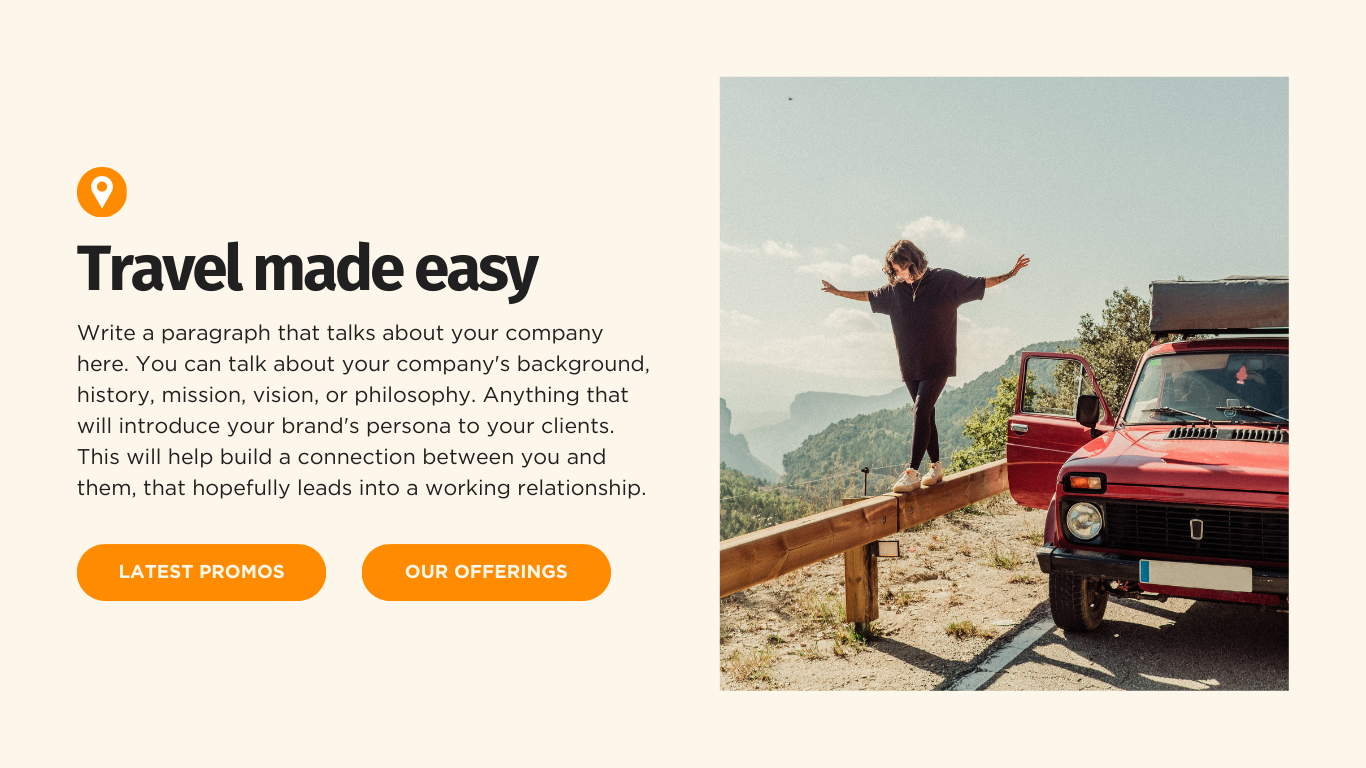 Travel made easy
Write a paragraph that talks about your company
here. You can talk about your company's background,
history, mission, vision, or philosophy. Anything that
will introduce your brand's persona to your clients.
This will help build a connection between you and
them, that hopefully leads into a working relationship.
LATEST PROMOS
OUR OFFERINGS